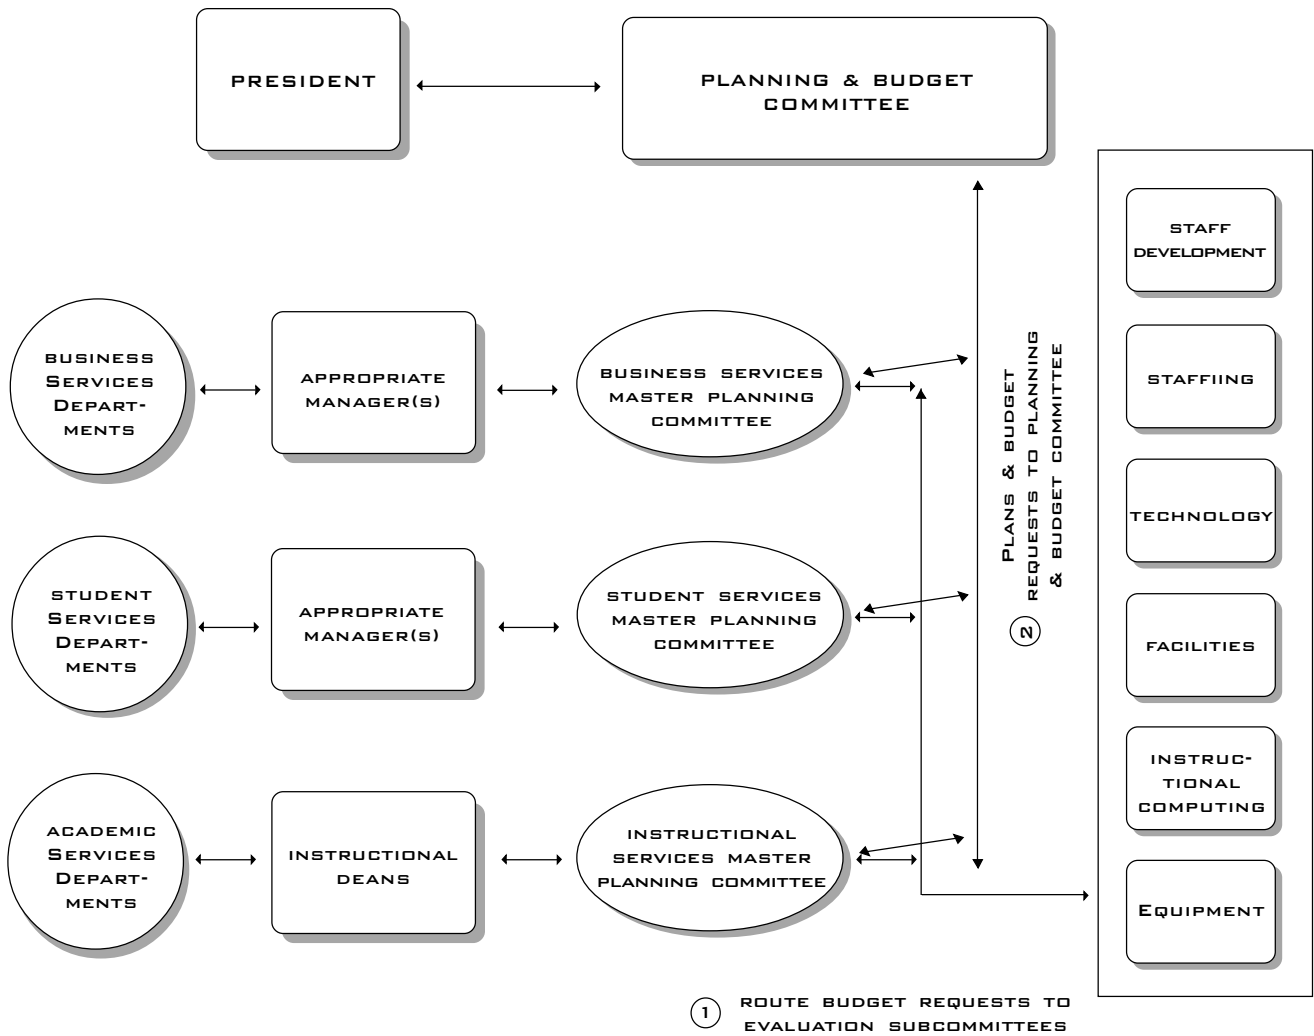 PRESIDENT
PLANNING & BUDGET
COMMITTEE
STAFF
DEVELOPMENT
STAFFIING
TECHNOLOGY
FACILITIES
INSTRUC-
TIONAL
COMPUTING
EQUIPMENT
BUSINESS
SERVICES
DEPART-
MENTS
APPROPRIATE
MANAGER(S)
BUSINESS SERVICES
MASTER PLANNING
COMMITTEE
STUDENT
SERVICES
DEPART-
MENTS
APPROPRIATE
MANAGER(S)
STUDENT SERVICES
MASTER PLANNING
COMMITTEE
ACADEMIC
SERVICES
DEPART-
MENTS
INSTRUCTIONAL
DEANS
INSTRUCTIONAL
SERVICES MASTER
PLANNING COMMITTEE
2
PLANS & BUDGET
REQUESTS TO PLANNING
& BUDGET COMMITTEE
1
ROUTE BUDGET REQUESTS TO
EVALUATION SUBCOMMITTEES